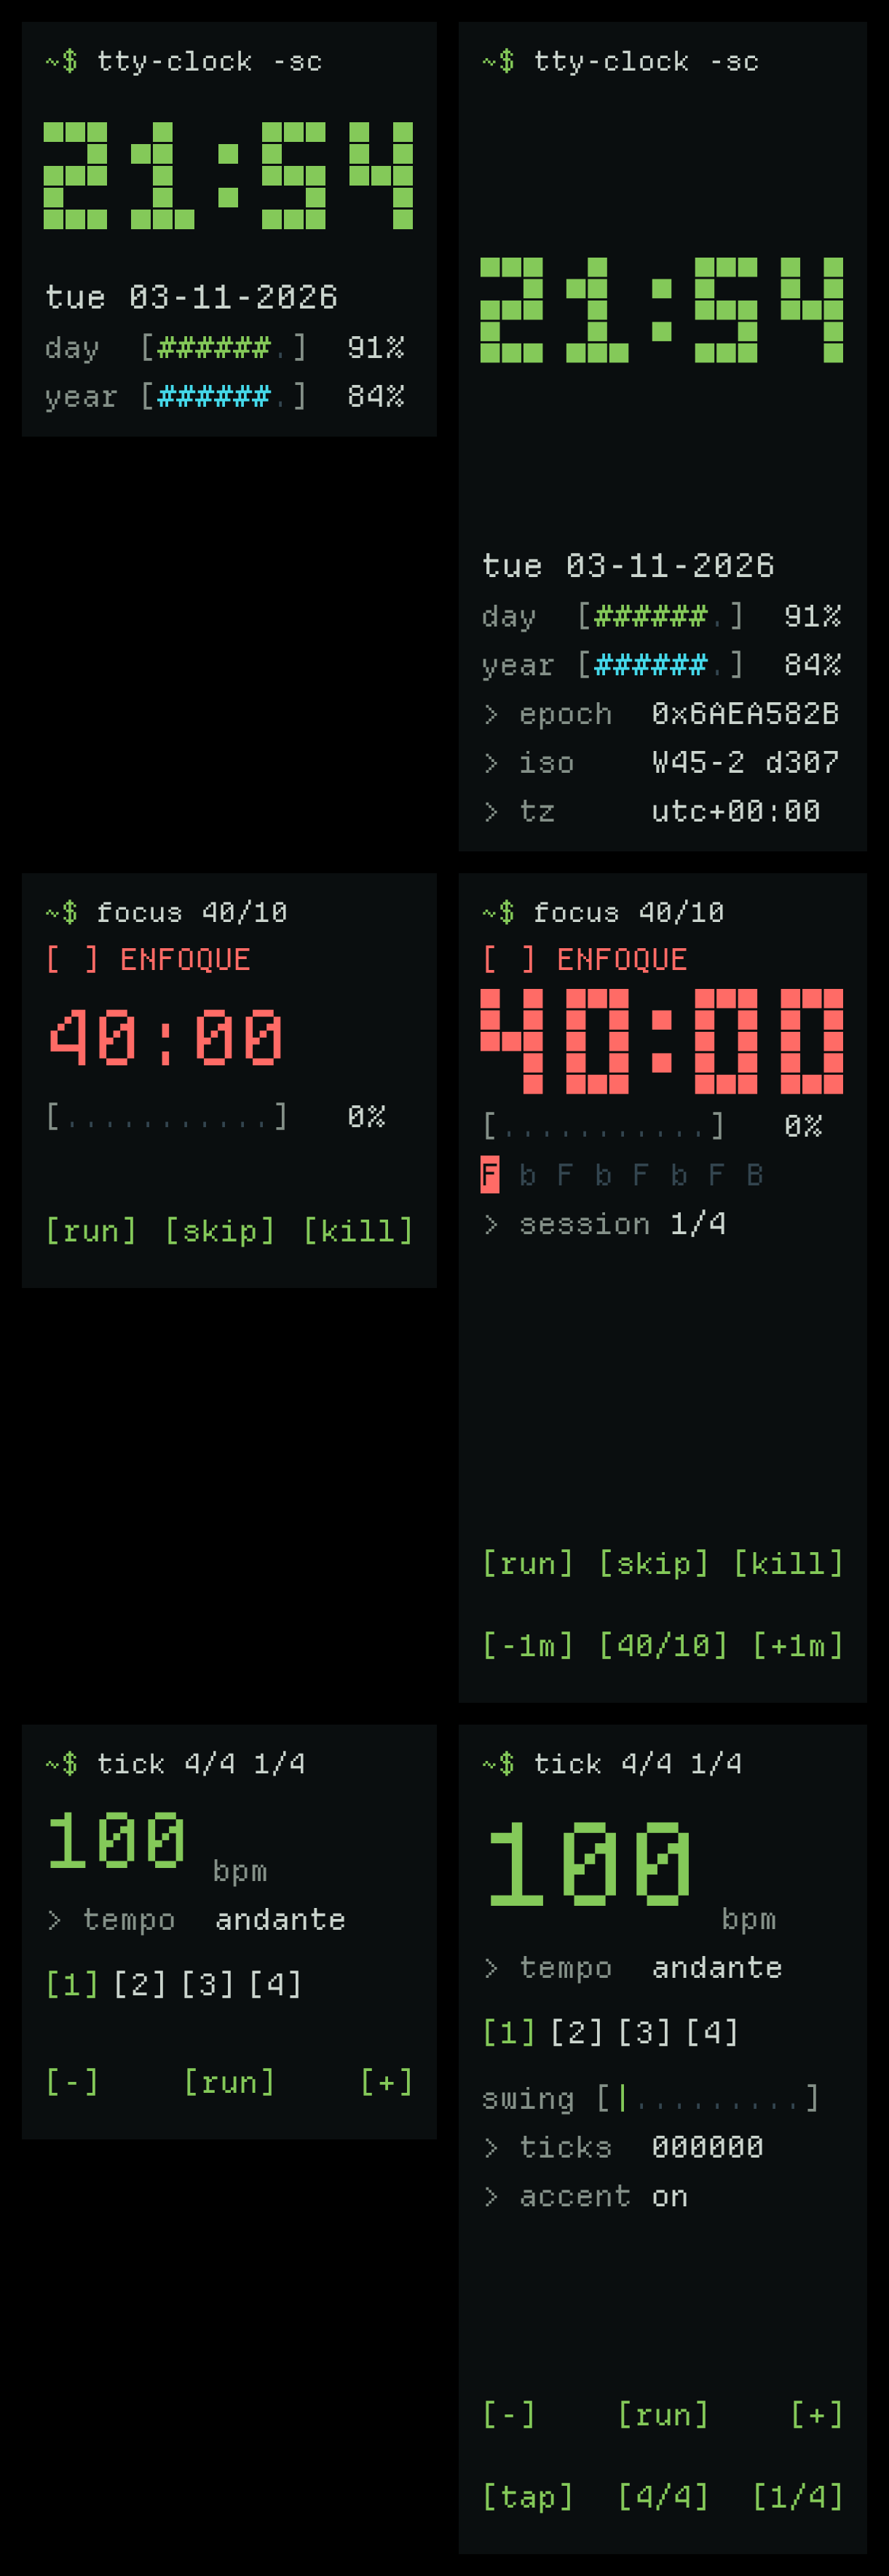 ~$ tty-clock -sc
21:54
tue 03-11-2026
day [######.] 91%
year [######.] 84%
~$ tty-clock -sc
21:54
tue 03-11-2026
day [######.] 91%
year [######.] 84%
> epoch 0x6AEA582B
> iso W45-2 d307
> tz utc+00:00
~$ focus 40/10
[ ] ENFOQUE
40:00
[...........] 0%
[run] [skip] [kill]
~$ focus 40/10
[ ] ENFOQUE
40:00
[...........] 0%
F b F b F b F B
> session 1/4
[run] [skip] [kill]
[-1m] [40/10] [+1m]
~$ tick 4/4 1/4
100 bpm
> tempo andante
[1] [2] [3] [4]
[-] [run] [+]
~$ tick 4/4 1/4
100 bpm
> tempo andante
[1] [2] [3] [4]
swing [|.........]
> ticks 000000
> accent on
[-] [run] [+]
[tap] [4/4] [1/4]